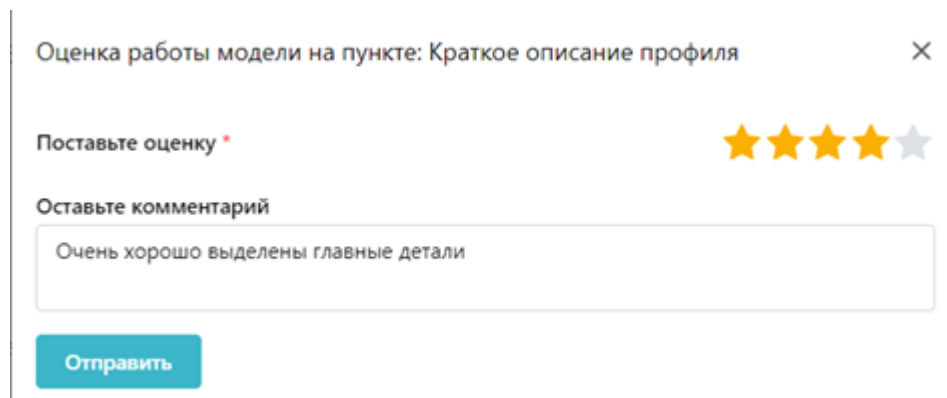 Оценка работы модели на пункте: Краткое описание профиля
Поставьте оценку *
Оставьте комментарий
Очень хорошо выделены главные детали
Отправить